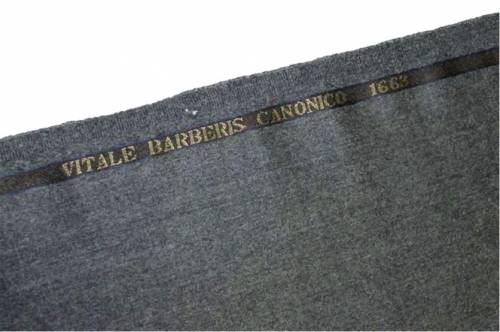 VITALE BARBERIS CANONICO 1663